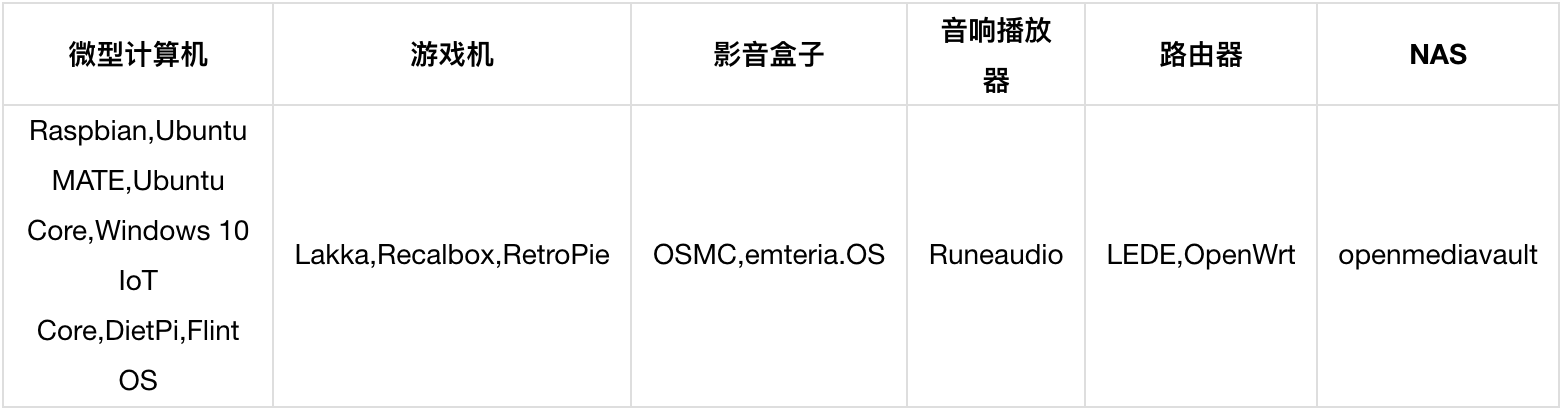 微型计算机
游戏机
影音盒子
音响播放
器
路由器
NAS
Raspbian,Ubuntu
MATE,Ubuntu
Core,Windows 10
IoT
Core,DietPi,Flint
OS
Lakka,Recalbox,RetroPie
OSMC,emteria.OS
Runeaudio
LEDE,OpenWrt
openmediavault